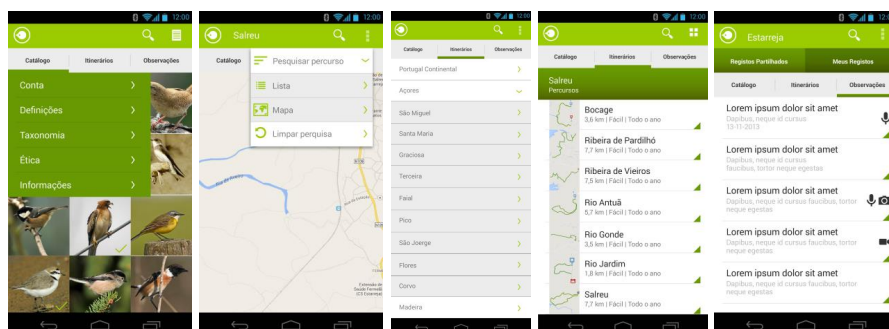 12:00
Catálogo Itinerários Observações
Conta
Definições
Taxonomia
Ética
Informações
12:00
Salreu
Catálogo
Pesquisar percurso
Lista
Mapa
Limpar perquisa
12:00
Catálogo Itinerários Observações
Portugal Continental
Açores
São Miguel
Santa Maria
Graciosa
Terceira
Faial
Pico
São Joerge
Flores
Corvo
Madeira
12:00
Catálogo Itinerários Observações
Salreu
Percursos
Bocage
3,6 km | Fácil | Todo o ano
Ribeira de Pardilhó
7,7 km | Fácil | Todo o ano
Ribeira de Vieiros
7,5 km | Fácil | Todo o ano
Rio Antuã
5,7 km | Fácil | Todo o ano
Rio Gonde
3,5 km | Fácil | Todo o ano
Rio Jardim
1,8 km | Fácil | Todo o ano
Salreu
7,7 km | Fácil | Todo o ano
12:00
Estarreja
Registos Partilhados Meus Registos
Catálogo Itinerários Observações
Lorem ipsum dolor sit amet
Dapibus, neque id cursus
13-11-2013
Lorem ipsum dolor sit amet
Dapibus, neque id cursus
faucibus, tortor neque egestas
Lorem ipsum dolor sit amet
Dapibus, neque id cursus faucibus, tortor
neque egestas
Lorem ipsum dolor sit amet
Dapibus, neque id cursus faucibus, tortor
neque egestas
Lorem ipsum dolor sit amet
Dapibus, neque id cursus faucibus, tortor
neque egestas